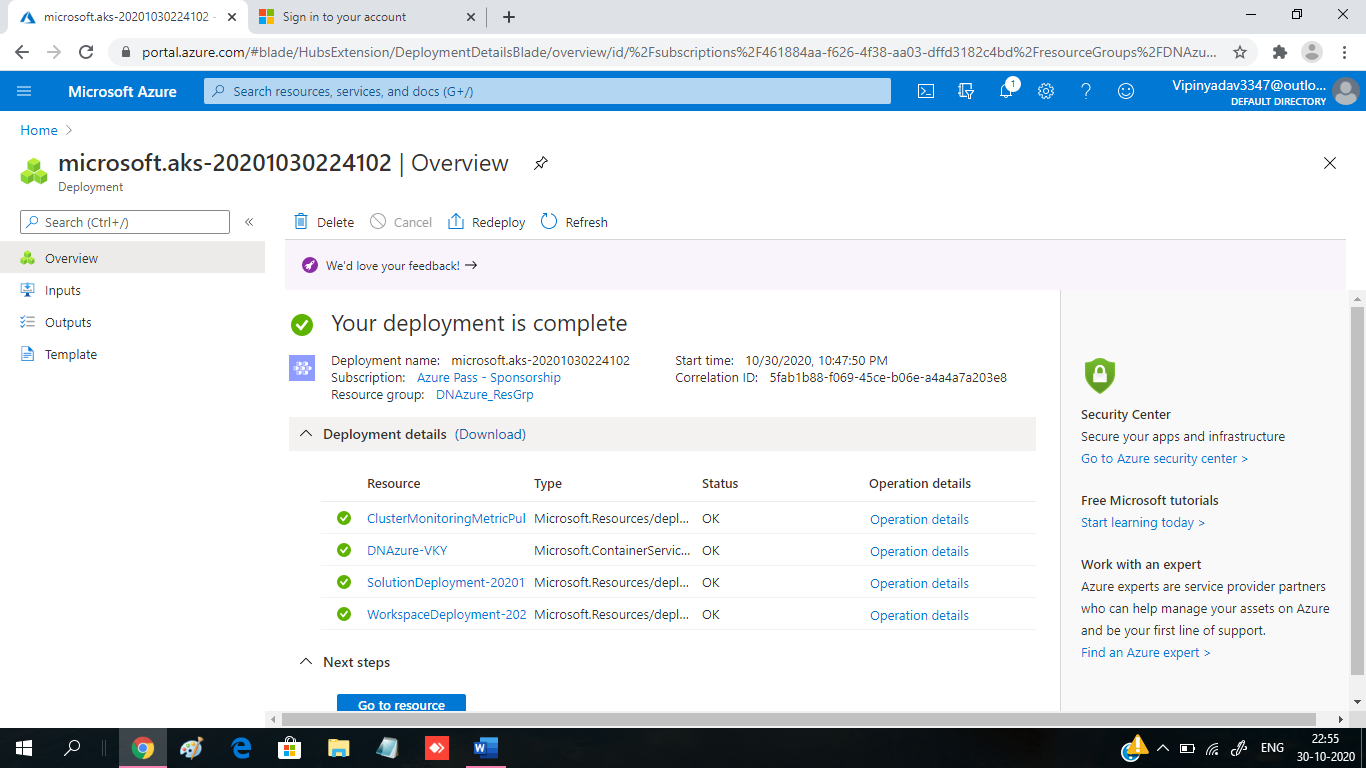 microsoft.aks-20201030224102 -
Sign in to your account
portal.azure.com/#blade/HubsExtension/DeploymentDetailsBlade/overview/id/%2Fsubscriptions%2F461884aa-f626-4f38-aa03-dffd3182c4bd%2FresourceGroups%2FDNAzu...
Microsoft Azure
Search resources, services, and docs (G+/)
1
Vipinyadav3347@outlo...
DEFAULT DIRECTORY
Home
microsoft.aks-20201030224102 | Overview
Deployment
Search (Ctrl+/)
«
Delete
Cancel
Redeploy
Refresh
Overview
Inputs
Outputs
Template
We'd love your feedback! →
Your deployment is complete
Deployment name: microsoft.aks-20201030224102
Subscription: Azure Pass - Sponsorship
Resource group: DNAzure_ResGrp
Start time: 10/30/2020, 10:47:50 PM
Correlation ID: 5fab1b88-f069-45ce-b06e-a4a4a7a203e8
Deployment details (Download)
Resource Type Status Operation details
ClusterMonitoringMetricPul Microsoft.Resources/depl... OK Operation details
DNAzure-VKY Microsoft.ContainerServic... OK Operation details
SolutionDeployment-20201 Microsoft.Resources/depl... OK Operation details
WorkspaceDeployment-202 Microsoft.Resources/depl... OK Operation details
Next steps
Go to resource
Security Center
Secure your apps and infrastructure
Go to Azure security center >
Free Microsoft tutorials
Start learning today >
Work with an expert
Azure experts are service provider partners
who can help manage your assets on Azure
and be your first line of support.
Find an Azure expert >
ENG
22:55
30-10-2020